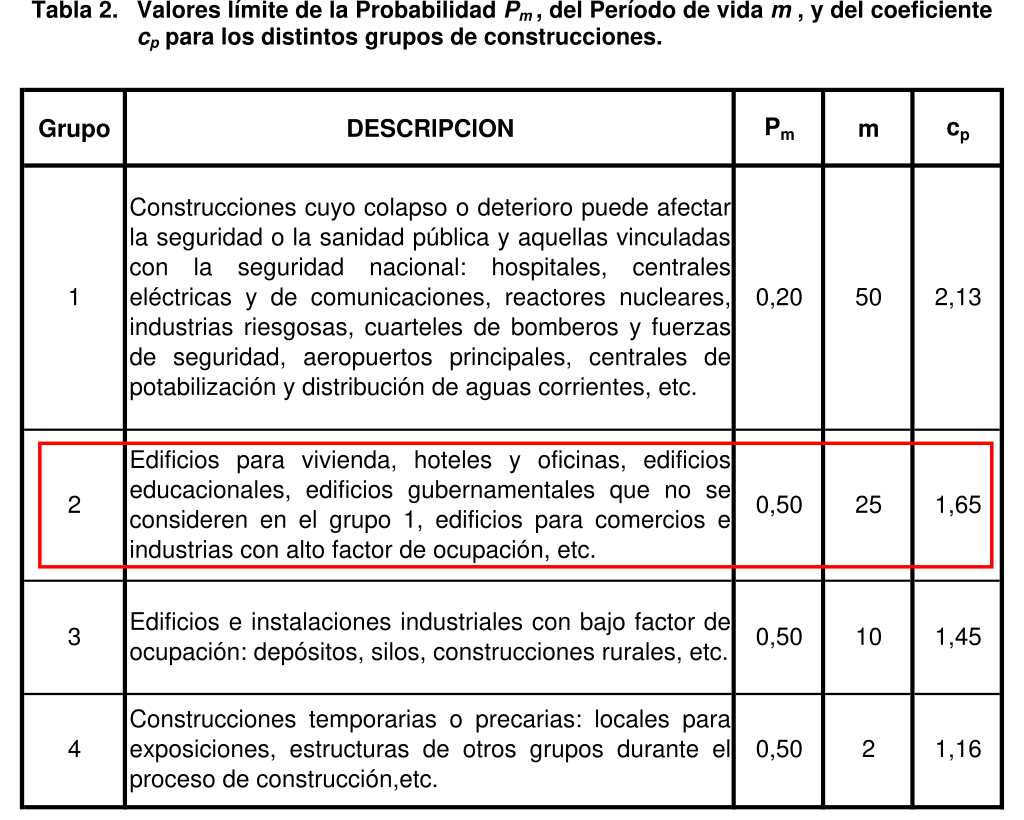 Tabla 2. Valores límite de la Probabilidad Pm, del Período de vida m , y del coeficiente
cp para los distintos grupos de construcciones.
Grupo DESCRIPCION Pm m cp
Construcciones cuyo colapso o deterioro puede afectar
la seguridad o la sanidad pública y aquellas vinculadas
con la seguridad nacional: hospitales, centrales
1 eléctricas y de comunicaciones, reactores nucleares, 0,20 50 2,13
industrias riesgosas, cuarteles de bomberos y fuerzas
de seguridad, aeropuertos principales, centrales de
potabilización y distribución de aguas corrientes, etc.
Edificios para vivienda, hoteles y oficinas, edificios
educacionales, edificios gubernamentales que no se
2 consideren en el grupo 1, edificios para comercios e 0,50 25 1,65
industrias con alto factor de ocupación, etc.
Edificios e instalaciones industriales con bajo factor de
3 ocupación: depósitos, silos, construcciones rurales, etc. 0,50 10 1,45
Construcciones temporarias o precarias: locales para
4 exposiciones, estructuras de otros grupos durante el 0,50 2 1,16
proceso de construcción,etc.